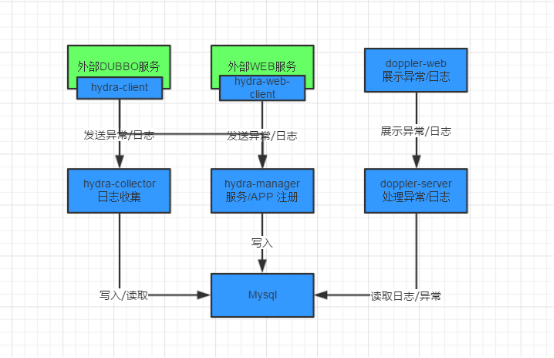 外部DUBBO服务
hydra-client
外部WEB服务
hydra-web-
client
doppler-web
展示异常/日志
发送异常/日志
发送异常/日志
展示异常/日志
hydra-collector
日志收集
hydra-manager
服务/APP 注册
doppler-server
处理异常/日志
写入
写入/读取
Mysql
读取日志/异常